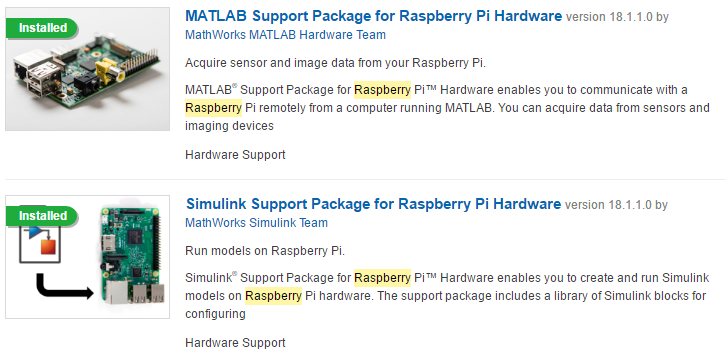 Installed
MATLAB Support Package for Raspberry Pi Hardware version 18.1.1.0 by
MathWorks MATLAB Hardware Team
Acquire sensor and image data from your Raspberry Pi.
MATLAB® Support Package for Raspberry Pi™ Hardware enables you to communicate with a
Raspberry Pi remotely from a computer running MATLAB. You can acquire data from sensors and
imaging devices
Hardware Support
Installed
Simulink Support Package for Raspberry Pi Hardware version 18.1.1.0 by
MathWorks Simulink Team
Run models on Raspberry Pi.
Simulink® Support Package for Raspberry Pi™ Hardware enables you to create and run Simulink
models on Raspberry Pi hardware. The support package includes a library of Simulink blocks for
configuring
Hardware Support